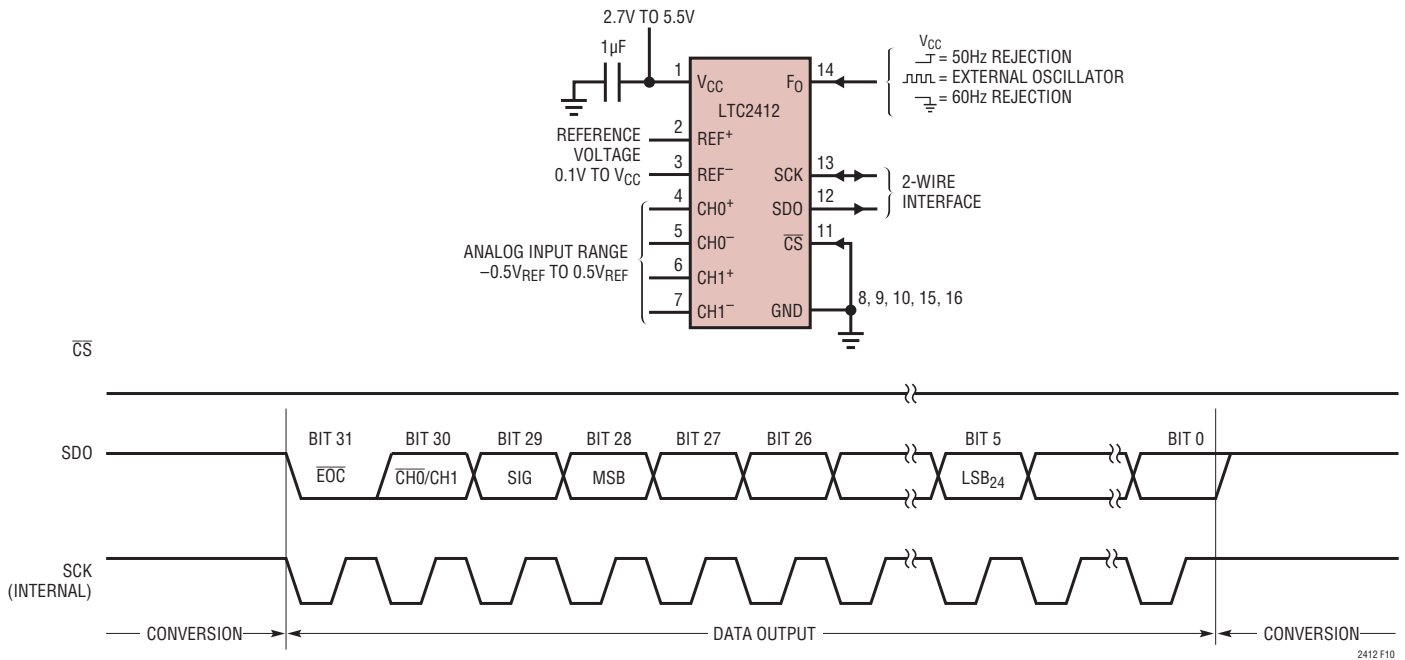 2.7V TO 5.5V
1µF
1
VCC
FO
14
VCC
= 50Hz REJECTION
= EXTERNAL OSCILLATOR
= 60Hz REJECTION
LTC2412
REFERENCE
VOLTAGE
0.1V TO VCC
2
REF+
3
REF−
SCK
13
2-WIRE
INTERFACE
4
CH0+
SDO
12
ANALOG INPUT RANGE
−0.5VREF TO 0.5VREF
5
CH0−
CS
11
6
CH1+
7
CH1−
GND
8, 9, 10, 15, 16
CS
SDO
BIT 31
BIT 30
BIT 29
BIT 28
BIT 27
BIT 26
BIT 5
BIT 0
EOC
CH0/CH1
SIG
MSB
LSB24
SCK
(INTERNAL)
CONVERSION
DATA OUTPUT
CONVERSION
2412 F10